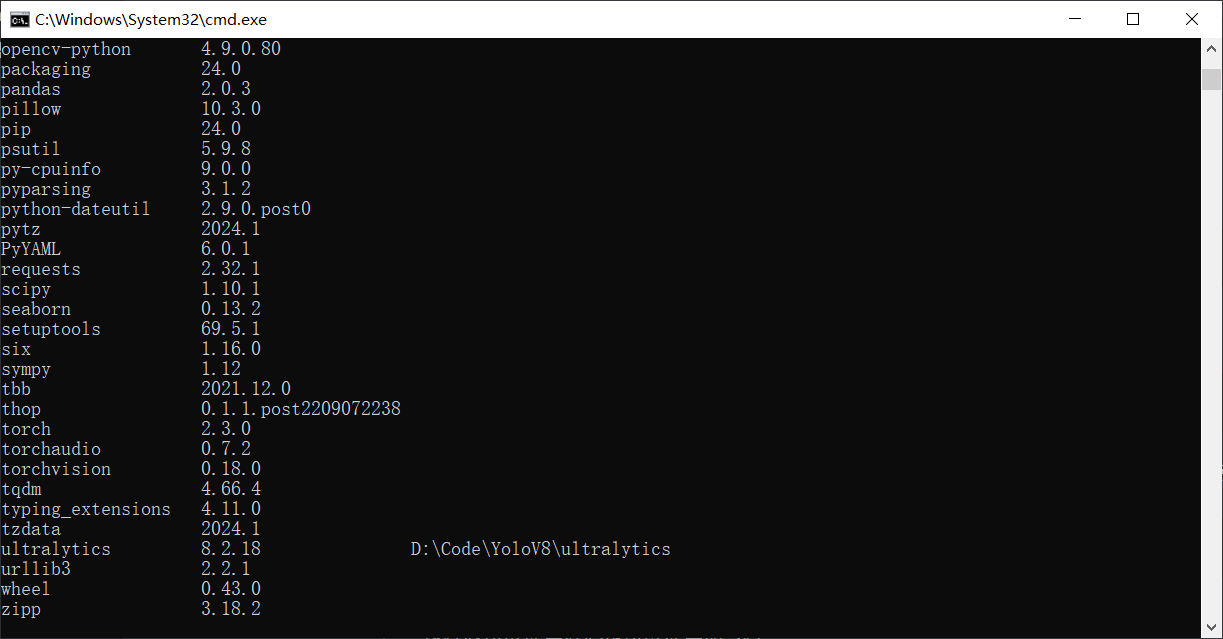 C:\Windows\System32\cmd.exe
opencv-python 4.9.0.80
packaging 24.0
pandas 2.0.3
pillow 10.3.0
pip 24.0
psutil 5.9.8
py-cpuinfo 9.0.0
pyparsing 3.1.2
python-dateutil 2.9.0.post0
pytz 2024.1
PyYAML 6.0.1
requests 2.32.1
scipy 1.10.1
seaborn 0.13.2
setuptools 69.5.1
six 1.16.0
sympy 1.12
tbb 2021.12.0
thop 0.1.1.post2209072238
torch 2.3.0
torchaudio 0.7.2
torchvision 0.18.0
tqdm 4.66.4
typing_extensions 4.11.0
tzdata 2024.1
ultralytics 8.2.18 D:\Code\YoloV8\ultralytics
urllib3 2.2.1
wheel 0.43.0
zipp 3.18.2